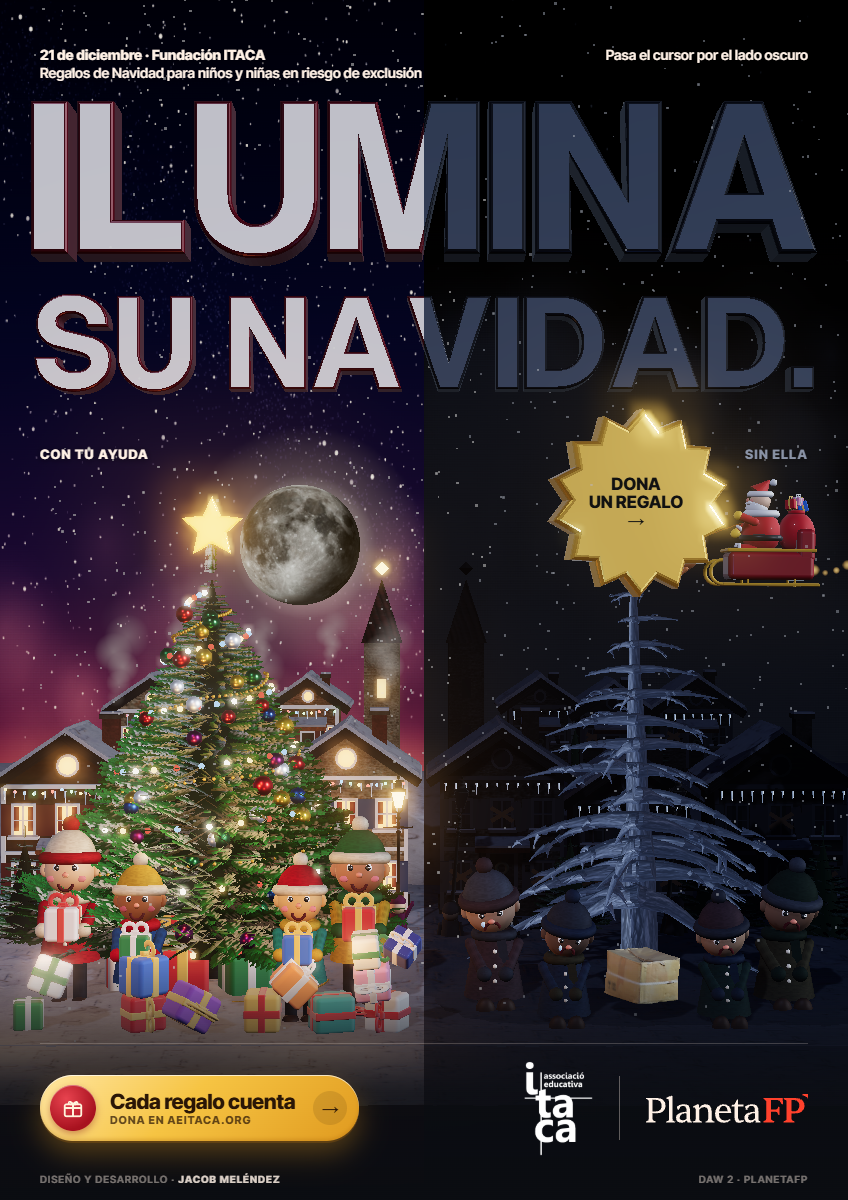 21 de diciembre · Fundación ITACA
Regalos de Navidad para niños y niñas en riesgo de exclusión
Pasa el cursor por el lado oscuro
ILUMINA
SU NAVIDAD.
CON TU AYUDA
SIN ELLA
DONA
UN REGALO
→
Cada regalo cuenta
DONA EN AEITACA.ORG
→
associació
educativa
itaca
PlanetaFP
DISEÑO Y DESARROLLO · JACOB MELÉNDEZ
DAW 2 · PLANETAFP